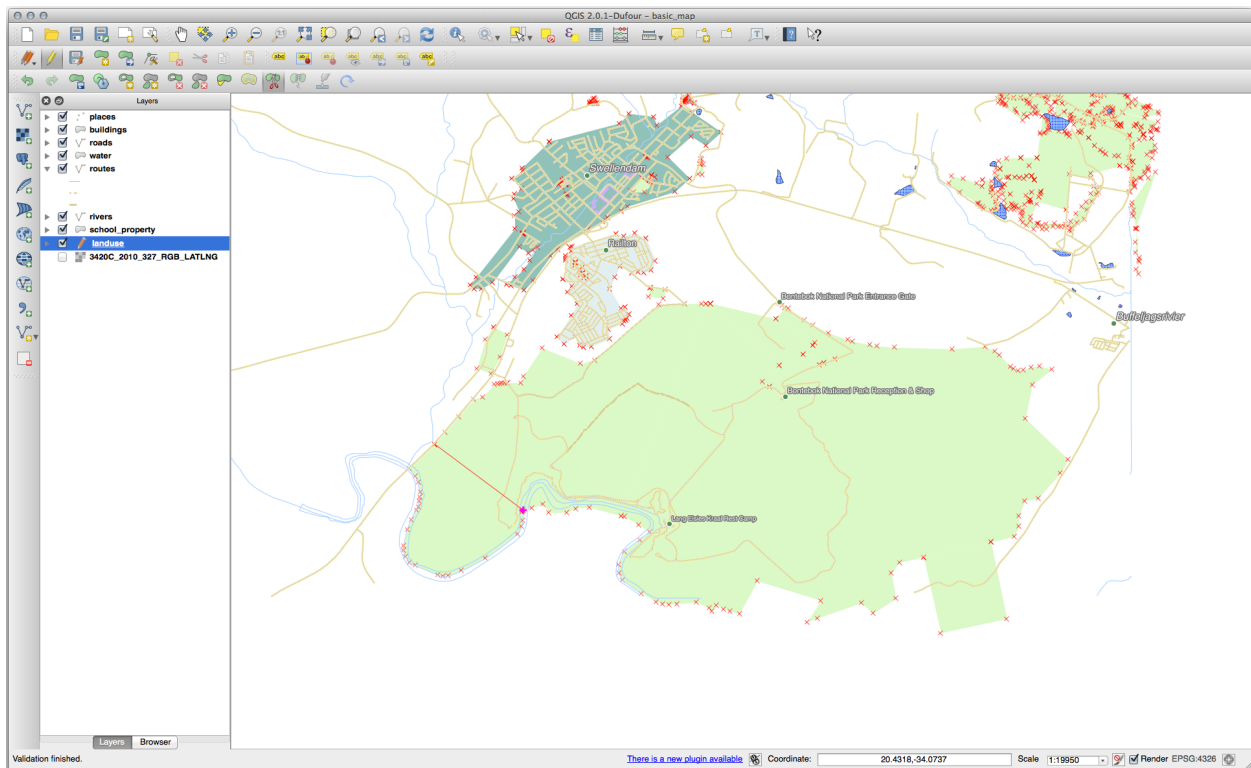 QGIS 2.0.1-Dufour - basic_map
Layers
places
buildings
roads
water
routes
rivers
school_property
landuse
3420C_2010_327_RGB_LATLNG
Swellendam
Railton
Bontebok National Park Entrance Gate
Buffeljagsrivier
Bontebok National Park Reception & Shop
Lang Elsies Kraal Rest Camp
Layers Browser
Validation finished. There is a new plugin available Coordinate: 20.4318,-34.0737 Scale 1:19950 Render EPSG:4326